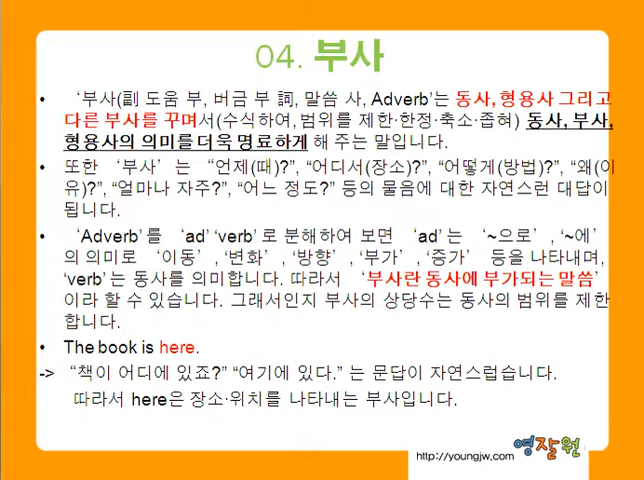 04. 부사
• ‘부사(副 도움 부, 버금 부 詞, 말씀 사, Adverb’는 동사, 형용사 그리고
다른 부사를 꾸며서(수식하여, 범위를 제한·한정·축소·좁혀) 동사, 부사,
형용사의 의미를 더욱 명료하게 해 주는 말입니다.
• 또한 ‘부사’는 “언제(때)?”, “어디서(장소)?”, “어떻게(방법)?”, “왜(이
유)?”, “얼마나 자주?”, “어느 정도?” 등의 물음에 대한 자연스런 대답이
됩니다.
• ‘Adverb’를 ‘ad’ ‘verb’로 분해하여 보면 ‘ad’는 ‘~으로’, ‘~에’
의 의미로 ‘이동’, ‘변화’, ‘방향’, ‘부가’, ‘증가’ 등을 나타내며,
‘verb’는 동사를 의미합니다. 따라서 ‘부사란 동사에 부가되는 말씀’
이라 할 수 있습니다. 그래서인지 부사의 상당수는 동사의 범위를 제한
합니다.
• The book is here.
-> “책이 어디에 있죠?” “여기에 있다.” 는 문답이 자연스럽습니다.
따라서 here은 장소·위치를 나타내는 부사입니다.
http://youngjw.com 영잘원